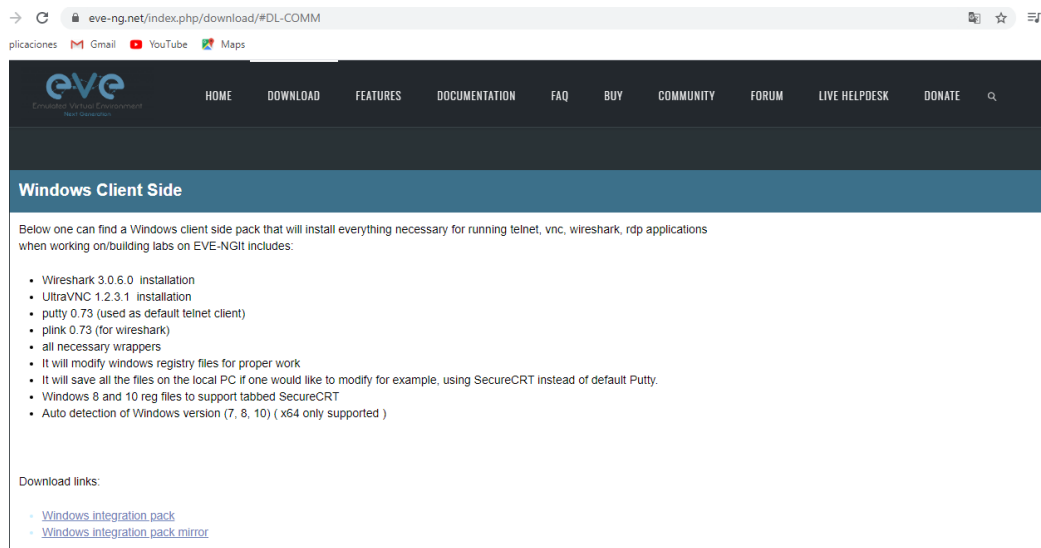 eve-ng.net/index.php/download/#DL-COMM
plicaciones Gmail YouTube Maps
eve
Emulated Virtual Environment
Next Generation
HOME DOWNLOAD FEATURES DOCUMENTATION FAQ BUY COMMUNITY FORUM LIVE HELPDESK DONATE
Windows Client Side
Below one can find a Windows client side pack that will install everything necessary for running telnet, vnc, wireshark, rdp applications
when working on/building labs on EVE-NGIt includes:
Wireshark 3.0.6.0 installation
UltraVNC 1.2.3.1 installation
putty 0.73 (used as default telnet client)
plink 0.73 (for wireshark)
all necessary wrappers
It will modify windows registry files for proper work
It will save all the files on the local PC if one would like to modify for example, using SecureCRT instead of default Putty.
Windows 8 and 10 reg files to support tabbed SecureCRT
Auto detection of Windows version (7, 8, 10) ( x64 only supported )
Download links:
Windows integration pack
Windows integration pack mirror